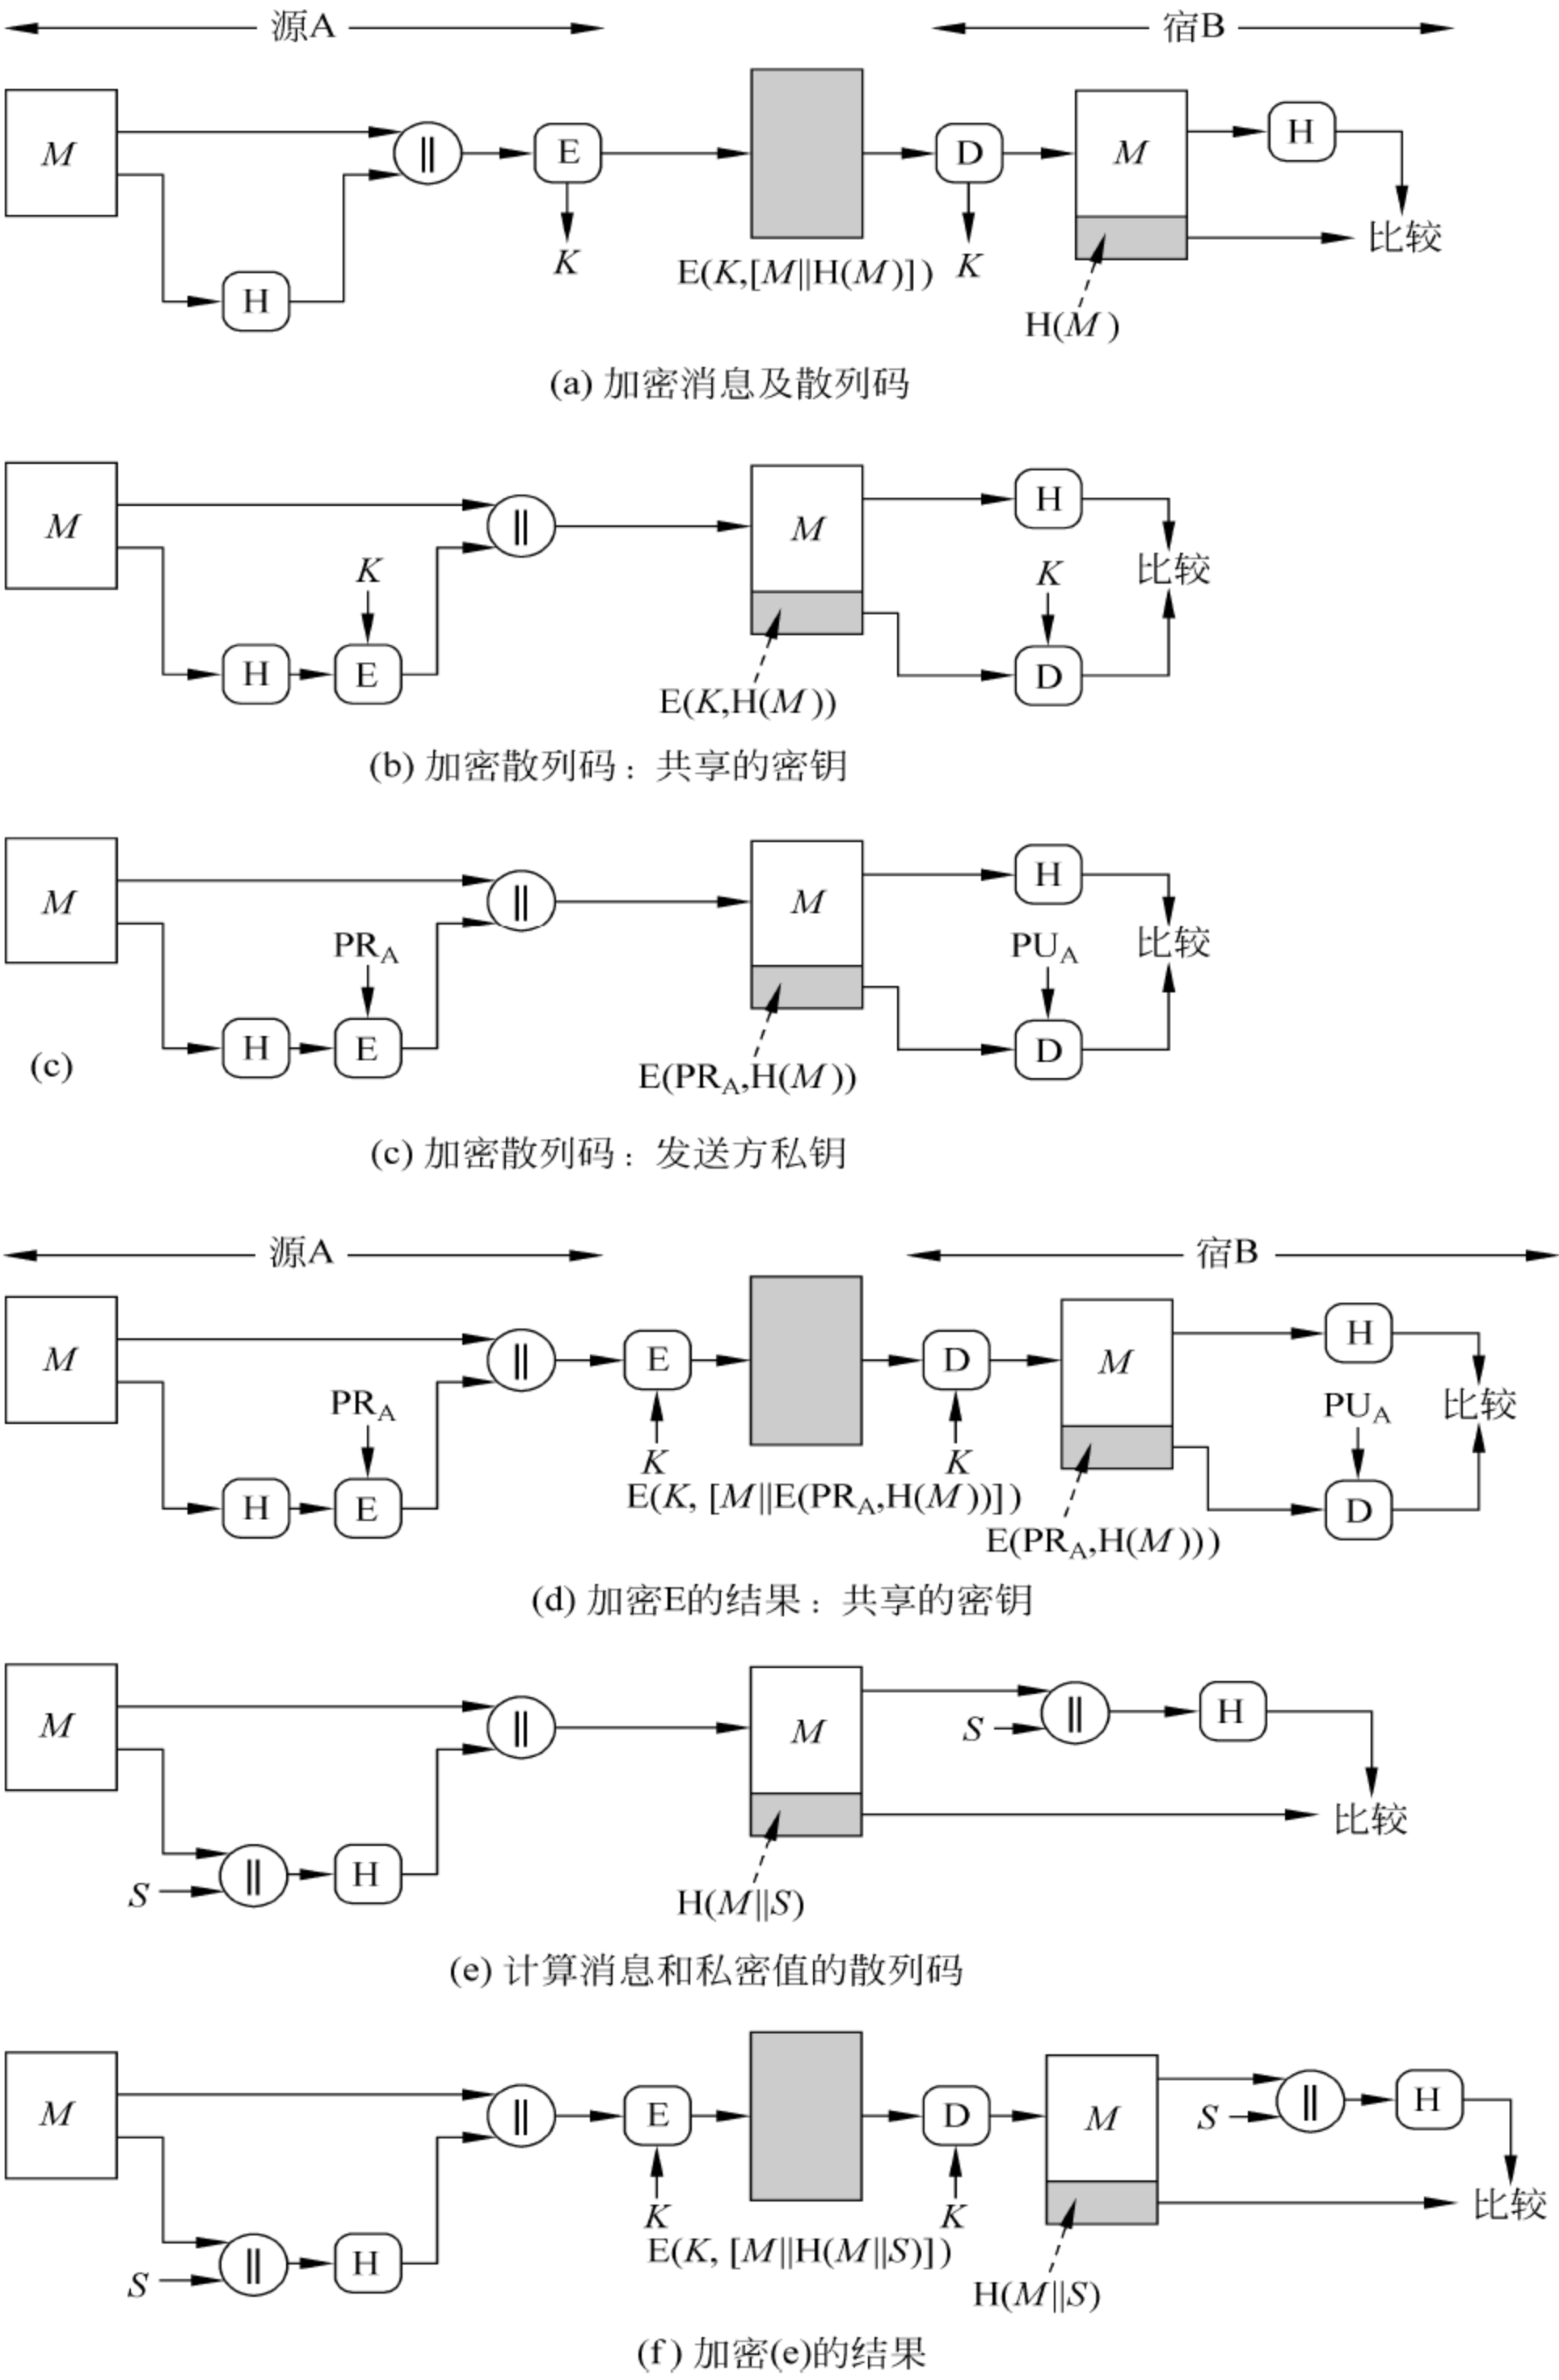 源A 宿B
M || E D M H
K E(K,[M||H(M)]) K 比较
H H(M)
(a) 加密消息及散列码
M || M H
K K 比较
H E D
E(K,H(M))
(b) 加密散列码：共享的密钥
M || M H
PRA PUA 比较
H E D
(c) E(PRA,H(M))
(c) 加密散列码：发送方私钥
源A 宿B
M || E D M H
PRA PUA 比较
K K
H E E(K, [M||E(PRA,H(M))]) D
E(PRA,H(M)))
(d) 加密E的结果：共享的密钥
M || M S || H
比较
S || H
H(M||S)
(e) 计算消息和私密值的散列码
M || E D M S || H
K K 比较
E(K, [M||H(M||S)])
S || H H(M||S)
(f) 加密(e)的结果